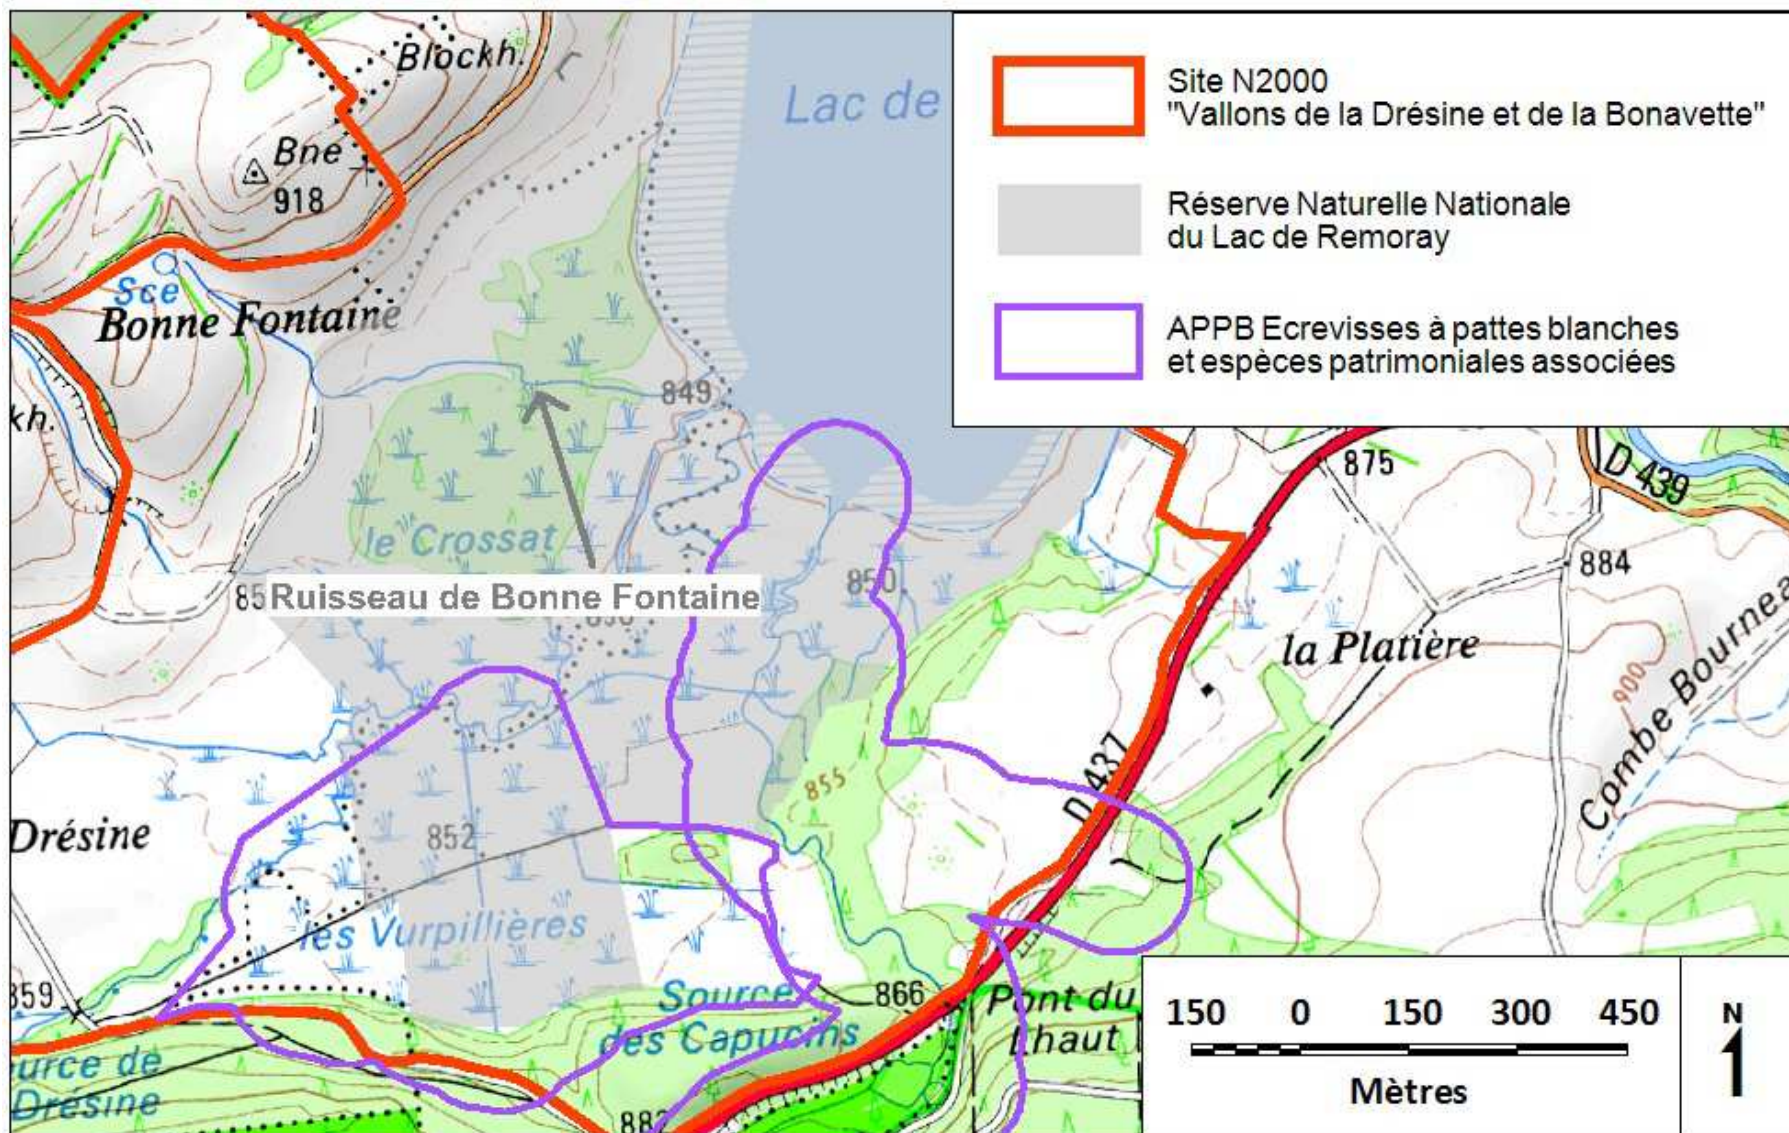 Blockh.
Lac de
Site N2000
"Vallons de la Drésine et de la Bonavette"
Bne
918
Réserve Naturelle Nationale
du Lac de Remoray
Sce
Bonne Fontaine
APPB Ecrevisses à pattes blanches
et espèces patrimoniales associées
849
kh.
875
D 439
le Crossat
884
850
Ruisseau de Bonne Fontaine
la Platière
900
Combe Bournea
D 437
855
Drésine
852
les Vurpillières
859
Source
des Capucins
866
Pont du
Lhaut
urce de
Drésine
882
150 0 150 300 450
Mètres
N